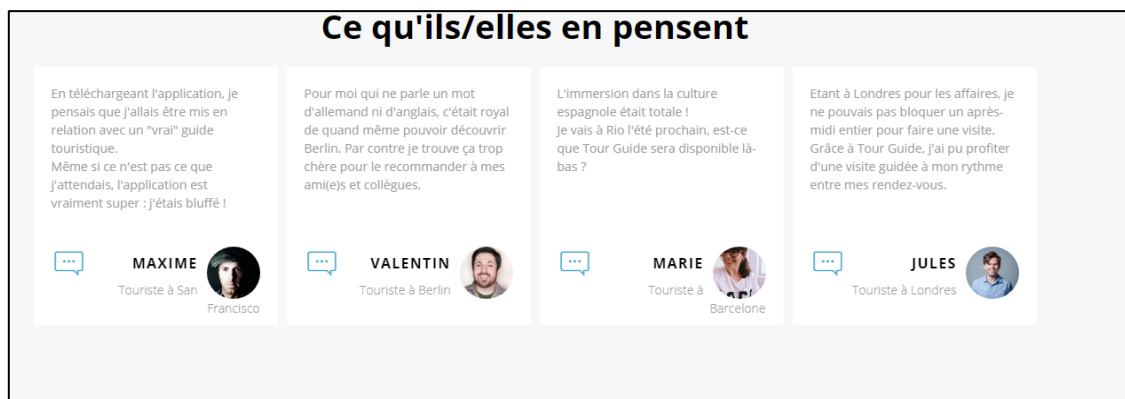 Ce qu'ils/elles en pensent
En téléchargeant l'application, je
pensais que j'allais être mis en
relation avec un "vrai" guide
touristique.
Même si ce n'est pas ce que
j'attendais, l'application est
vraiment super : j'étais bluffé !
MAXIME
Touriste à San
Francisco
Pour moi qui ne parle un mot
d'allemand ni d'anglais, c'était royal
de quand même pouvoir découvrir
Berlin. Par contre je trouve ça trop
chère pour le recommander à mes
ami(e)s et collègues.
VALENTIN
Touriste à Berlin
L'immersion dans la culture
espagnole était totale !
Je vais à Rio l'été prochain, est-ce
que Tour Guide sera disponible là-
bas ?
MARIE
Touriste à
Barcelone
Etant à Londres pour les affaires, je
ne pouvais pas bloquer un après-
midi entier pour faire une visite.
Grâce à Tour Guide, j'ai pu profiter
d'une visite guidée à mon rythme
entre mes rendez-vous.
JULES
Touriste à Londres